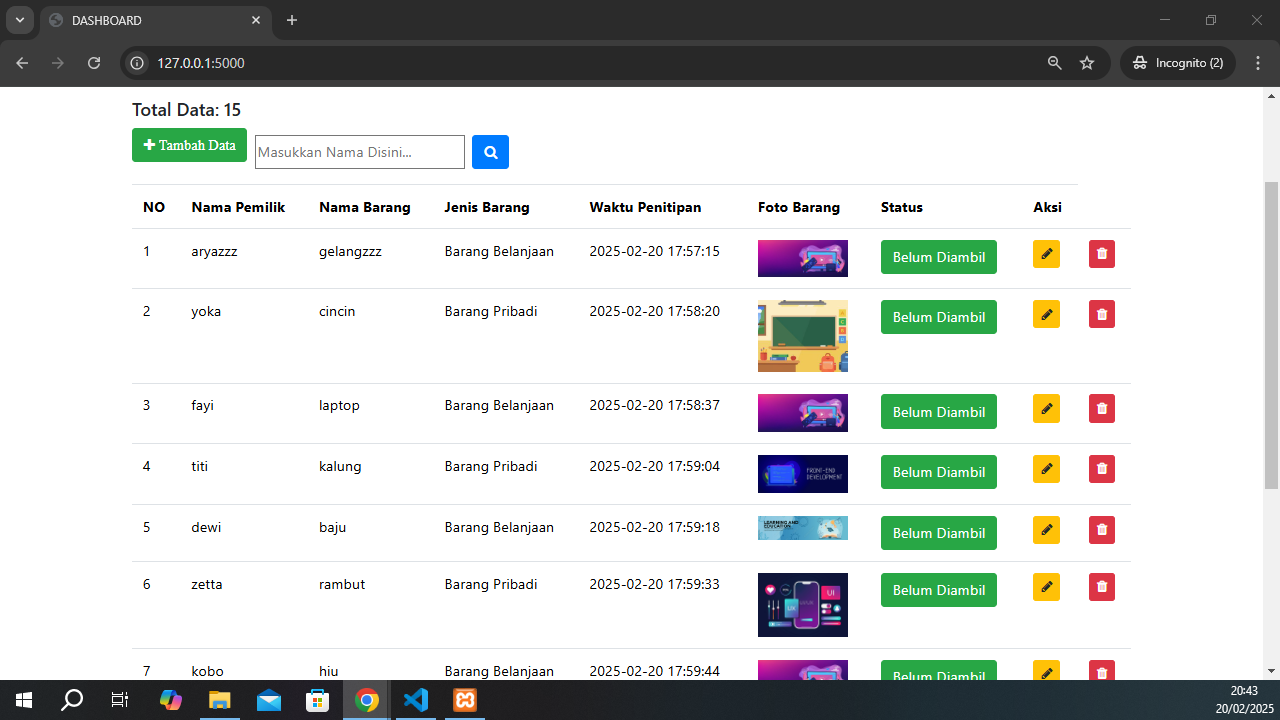 DASHBOARD
127.0.0.1:5000
Incognito (2)
Total Data: 15
Tambah Data
Masukkan Nama Disini...
NO Nama Pemilik Nama Barang Jenis Barang Waktu Penitipan Foto Barang Status Aksi
1 aryazzz gelangzzz Barang Belanjaan 2025-02-20 17:57:15 Belum Diambil
2 yoka cincin Barang Pribadi 2025-02-20 17:58:20 Belum Diambil
3 fayi laptop Barang Belanjaan 2025-02-20 17:58:37 Belum Diambil
4 titi kalung Barang Pribadi 2025-02-20 17:59:04 FRONT-END Belum Diambil
DEVELOPMENT
5 dewi baju Barang Belanjaan 2025-02-20 17:59:18 LEARNING AND Belum Diambil
EDUCATION
6 zetta rambut Barang Pribadi 2025-02-20 17:59:33 UI Belum Diambil
UX
7 kobo hiu Barang Belanjaan 2025-02-20 17:59:44 Belum Diambil
20:43
20/02/2025